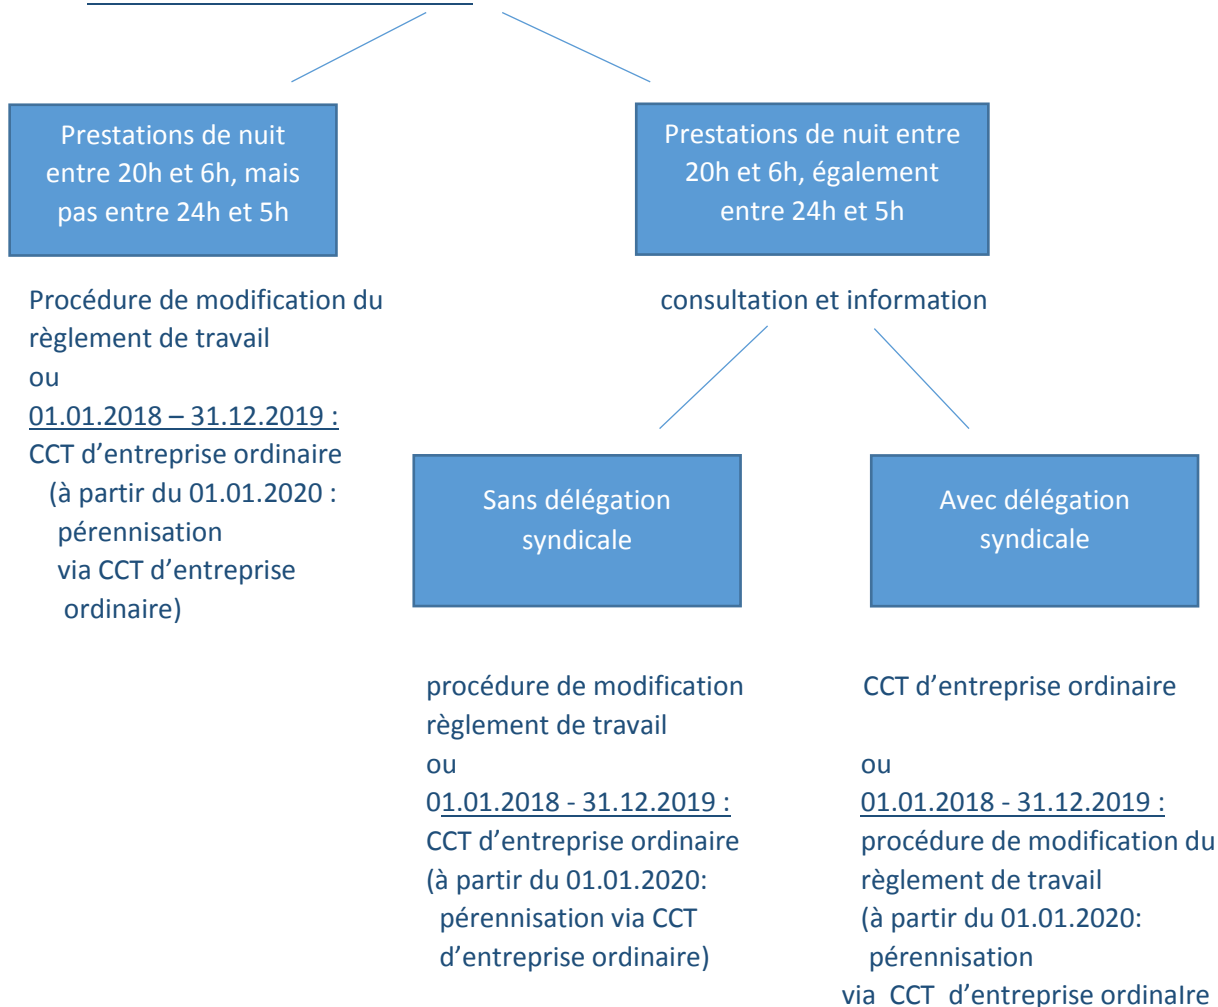 Prestations de nuit
entre 20h et 6h, mais
pas entre 24h et 5h
Prestations de nuit entre
20h et 6h, également
entre 24h et 5h
Procédure de modification du
règlement de travail
ou
01.01.2018 – 31.12.2019 :
CCT d'entreprise ordinaire
(à partir du 01.01.2020 :
pérennisation
via CCT d'entreprise
ordinaire)
consultation et information
Sans délégation
syndicale
Avec délégation
syndicale
procédure de modification
règlement de travail
ou
01.01.2018 - 31.12.2019 :
CCT d'entreprise ordinaire
(à partir du 01.01.2020:
pérennisation via CCT
d'entreprise ordinaire)
CCT d'entreprise ordinaire
ou
01.01.2018 - 31.12.2019 :
procédure de modification du
règlement de travail
(à partir du 01.01.2020:
pérennisation
via CCT d'entreprise ordinaIre